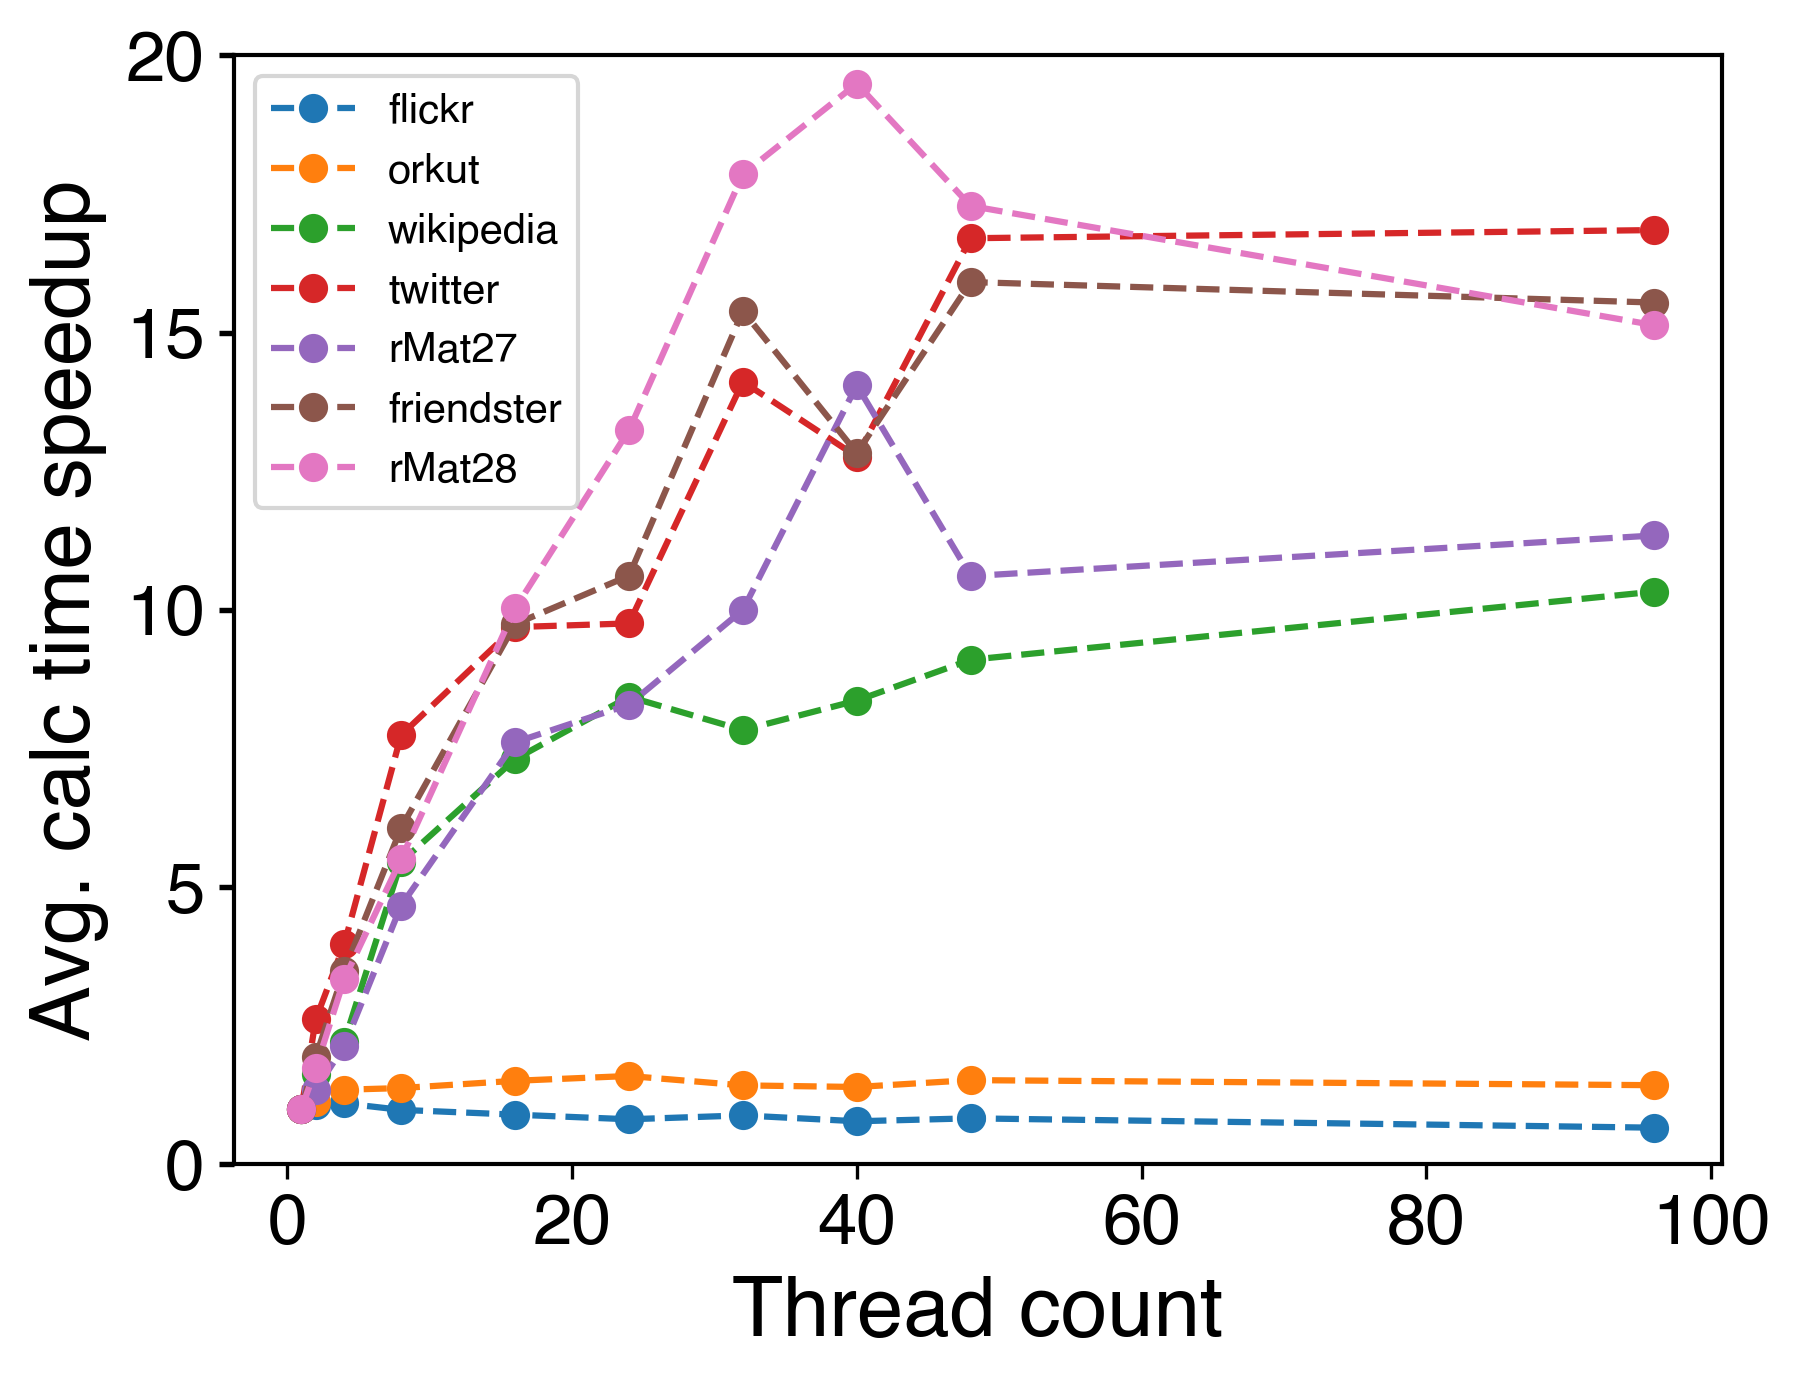 20
15
10
5
0
Avg. calc time speedup
flickr
orkut
wikipedia
twitter
rMat27
friendster
rMat28
0 20 40 60 80 100
Thread count